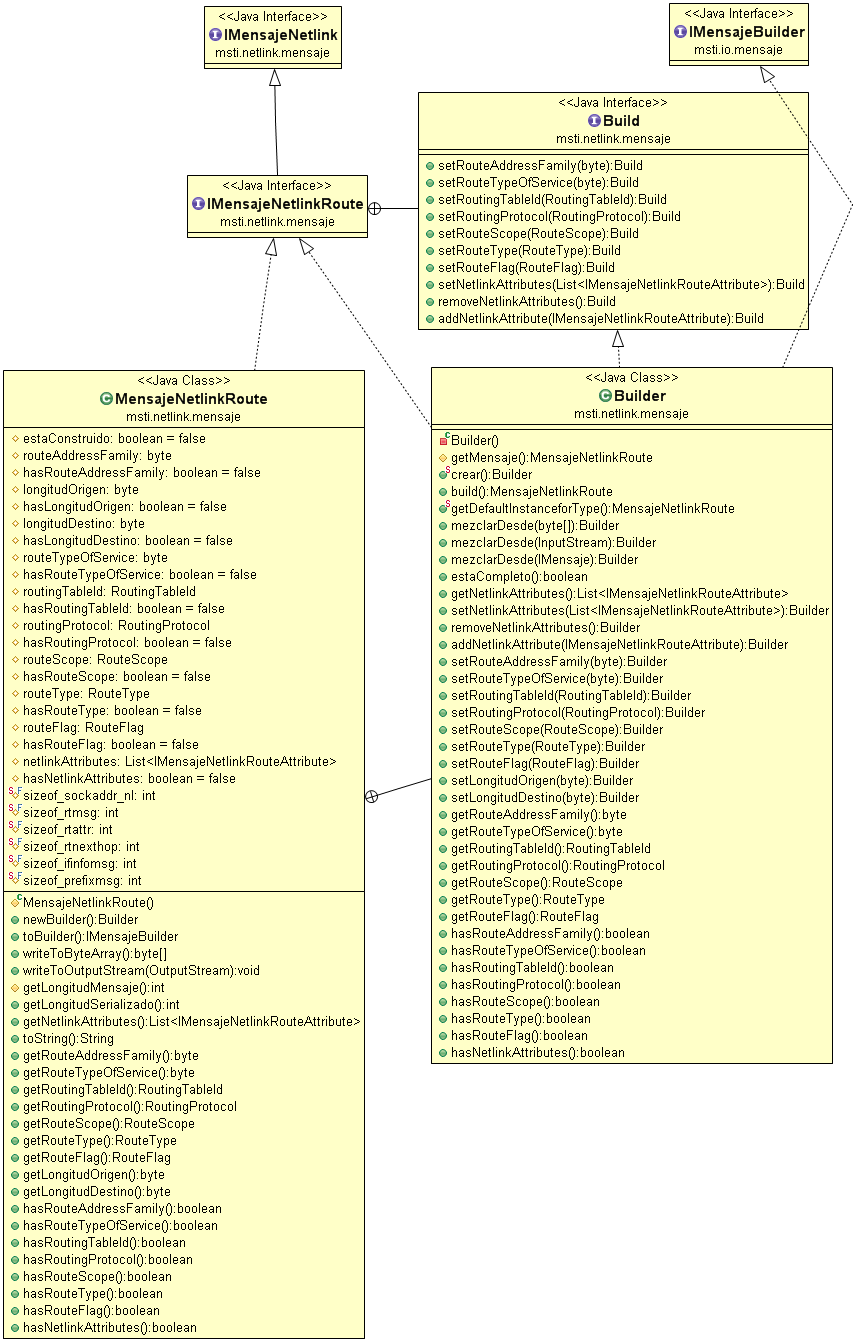 <<Java Interface>>
IMensajeNetlink
msti.netlink.mensaje
<<Java Interface>>
IMensajeBuilder
msti.io.mensaje
<<Java Interface>>
Build
msti.netlink.mensaje
setRouteAddressFamily(byte):Build
setRouteTypeOfService(byte):Build
setRoutingTableId(RoutingTableId):Build
setRoutingProtocol(RoutingProtocol):Build
setRouteScope(RouteScope):Build
setRouteType(RouteType):Build
setRouteFlag(RouteFlag):Build
setNetlinkAttributes(List<IMensajeNetlinkRouteAttribute>):Build
removeNetlinkAttributes():Build
addNetlinkAttribute(IMensajeNetlinkRouteAttribute):Build
<<Java Interface>>
IMensajeNetlinkRoute
msti.netlink.mensaje
<<Java Class>>
MensajeNetlinkRoute
msti.netlink.mensaje
estaConstruido: boolean = false
routeAddressFamily: byte
hasRouteAddressFamily: boolean = false
longitudOrigen: byte
hasLongitudOrigen: boolean = false
longitudDestino: byte
hasLongitudDestino: boolean = false
routeTypeOfService: byte
hasRouteTypeOfService: boolean = false
routingTableId: RoutingTableId
hasRoutingTableId: boolean = false
routingProtocol: RoutingProtocol
hasRoutingProtocol: boolean = false
routeScope: RouteScope
hasRouteScope: boolean = false
routeType: RouteType
hasRouteType: boolean = false
routeFlag: RouteFlag
hasRouteFlag: boolean = false
netlinkAttributes: List<IMensajeNetlinkRouteAttribute>
hasNetlinkAttributes: boolean = false
sizeof_sockaddr_nl: int
sizeof_rtmsg: int
sizeof_rtattr: int
sizeof_rtnexthop: int
sizeof_ifinfomsg: int
sizeof_prefixmsg: int
MensajeNetlinkRoute()
newBuilder():Builder
toBuilder():IMensajeBuilder
writeToByteArray():byte[]
writeToOutputStream(OutputStream):void
getLongitudMensaje():int
getLongitudSerializado():int
getNetlinkAttributes():List<IMensajeNetlinkRouteAttribute>
toString():String
getRouteAddressFamily():byte
getRouteTypeOfService():byte
getRoutingTableId():RoutingTableId
getRoutingProtocol():RoutingProtocol
getRouteScope():RouteScope
getRouteType():RouteType
getRouteFlag():RouteFlag
getLongitudOrigen():byte
getLongitudDestino():byte
hasRouteAddressFamily():boolean
hasRouteTypeOfService():boolean
hasRoutingTableId():boolean
hasRoutingProtocol():boolean
hasRouteScope():boolean
hasRouteType():boolean
hasRouteFlag():boolean
hasNetlinkAttributes():boolean
<<Java Class>>
Builder
msti.netlink.mensaje
Builder()
getMensaje():MensajeNetlinkRoute
crear():Builder
build():MensajeNetlinkRoute
getDefaultInstanceforType():MensajeNetlinkRoute
mezclarDesde(byte[]):Builder
mezclarDesde(InputStream):Builder
mezclarDesde(IMensaje):Builder
estaCompleto():boolean
getNetlinkAttributes():List<IMensajeNetlinkRouteAttribute>
setNetlinkAttributes(List<IMensajeNetlinkRouteAttribute>):Builder
removeNetlinkAttributes():Builder
addNetlinkAttribute(IMensajeNetlinkRouteAttribute):Builder
setRouteAddressFamily(byte):Builder
setRouteTypeOfService(byte):Builder
setRoutingTableId(RoutingTableId):Builder
setRoutingProtocol(RoutingProtocol):Builder
setRouteScope(RouteScope):Builder
setRouteType(RouteType):Builder
setRouteFlag(RouteFlag):Builder
setLongitudOrigen(byte):Builder
setLongitudDestino(byte):Builder
getRouteAddressFamily():byte
getRouteTypeOfService():byte
getRoutingTableId():RoutingTableId
getRoutingProtocol():RoutingProtocol
getRouteScope():RouteScope
getRouteType():RouteType
getRouteFlag():RouteFlag
hasRouteAddressFamily():boolean
hasRouteTypeOfService():boolean
hasRoutingTableId():boolean
hasRoutingProtocol():boolean
hasRouteScope():boolean
hasRouteType():boolean
hasRouteFlag():boolean
hasNetlinkAttributes():boolean